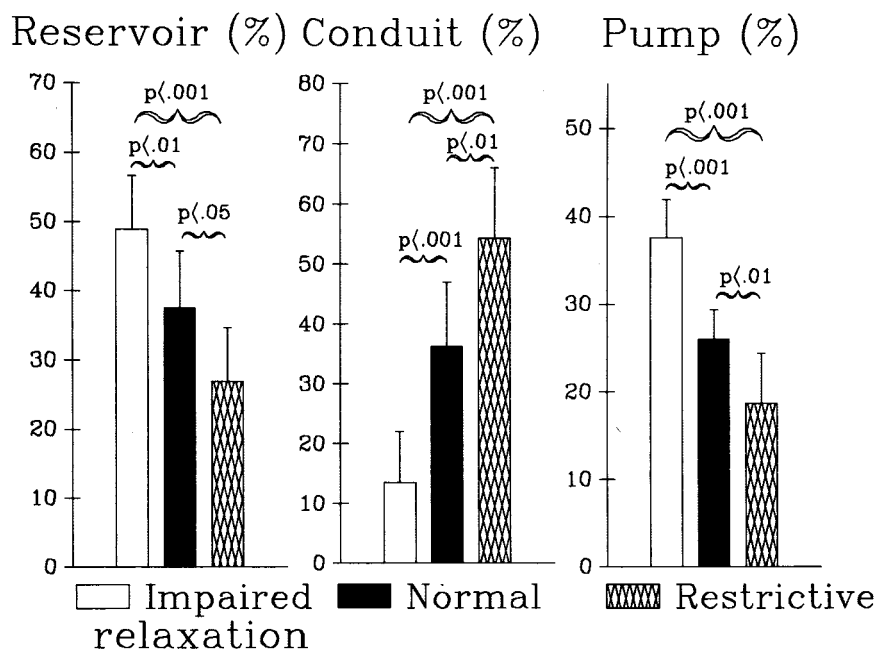 Reservoir (%) Conduit (%) Pump (%)
70
60
50
40
30
20
10
0
p<.001
p<.01
p<.05
80
70
60
50
40
30
20
10
0
p<.001
p<.01
p<.001
50
40
30
20
10
0
p<.001
p<.001
p<.01
Impaired relaxation
Normal
Restrictive